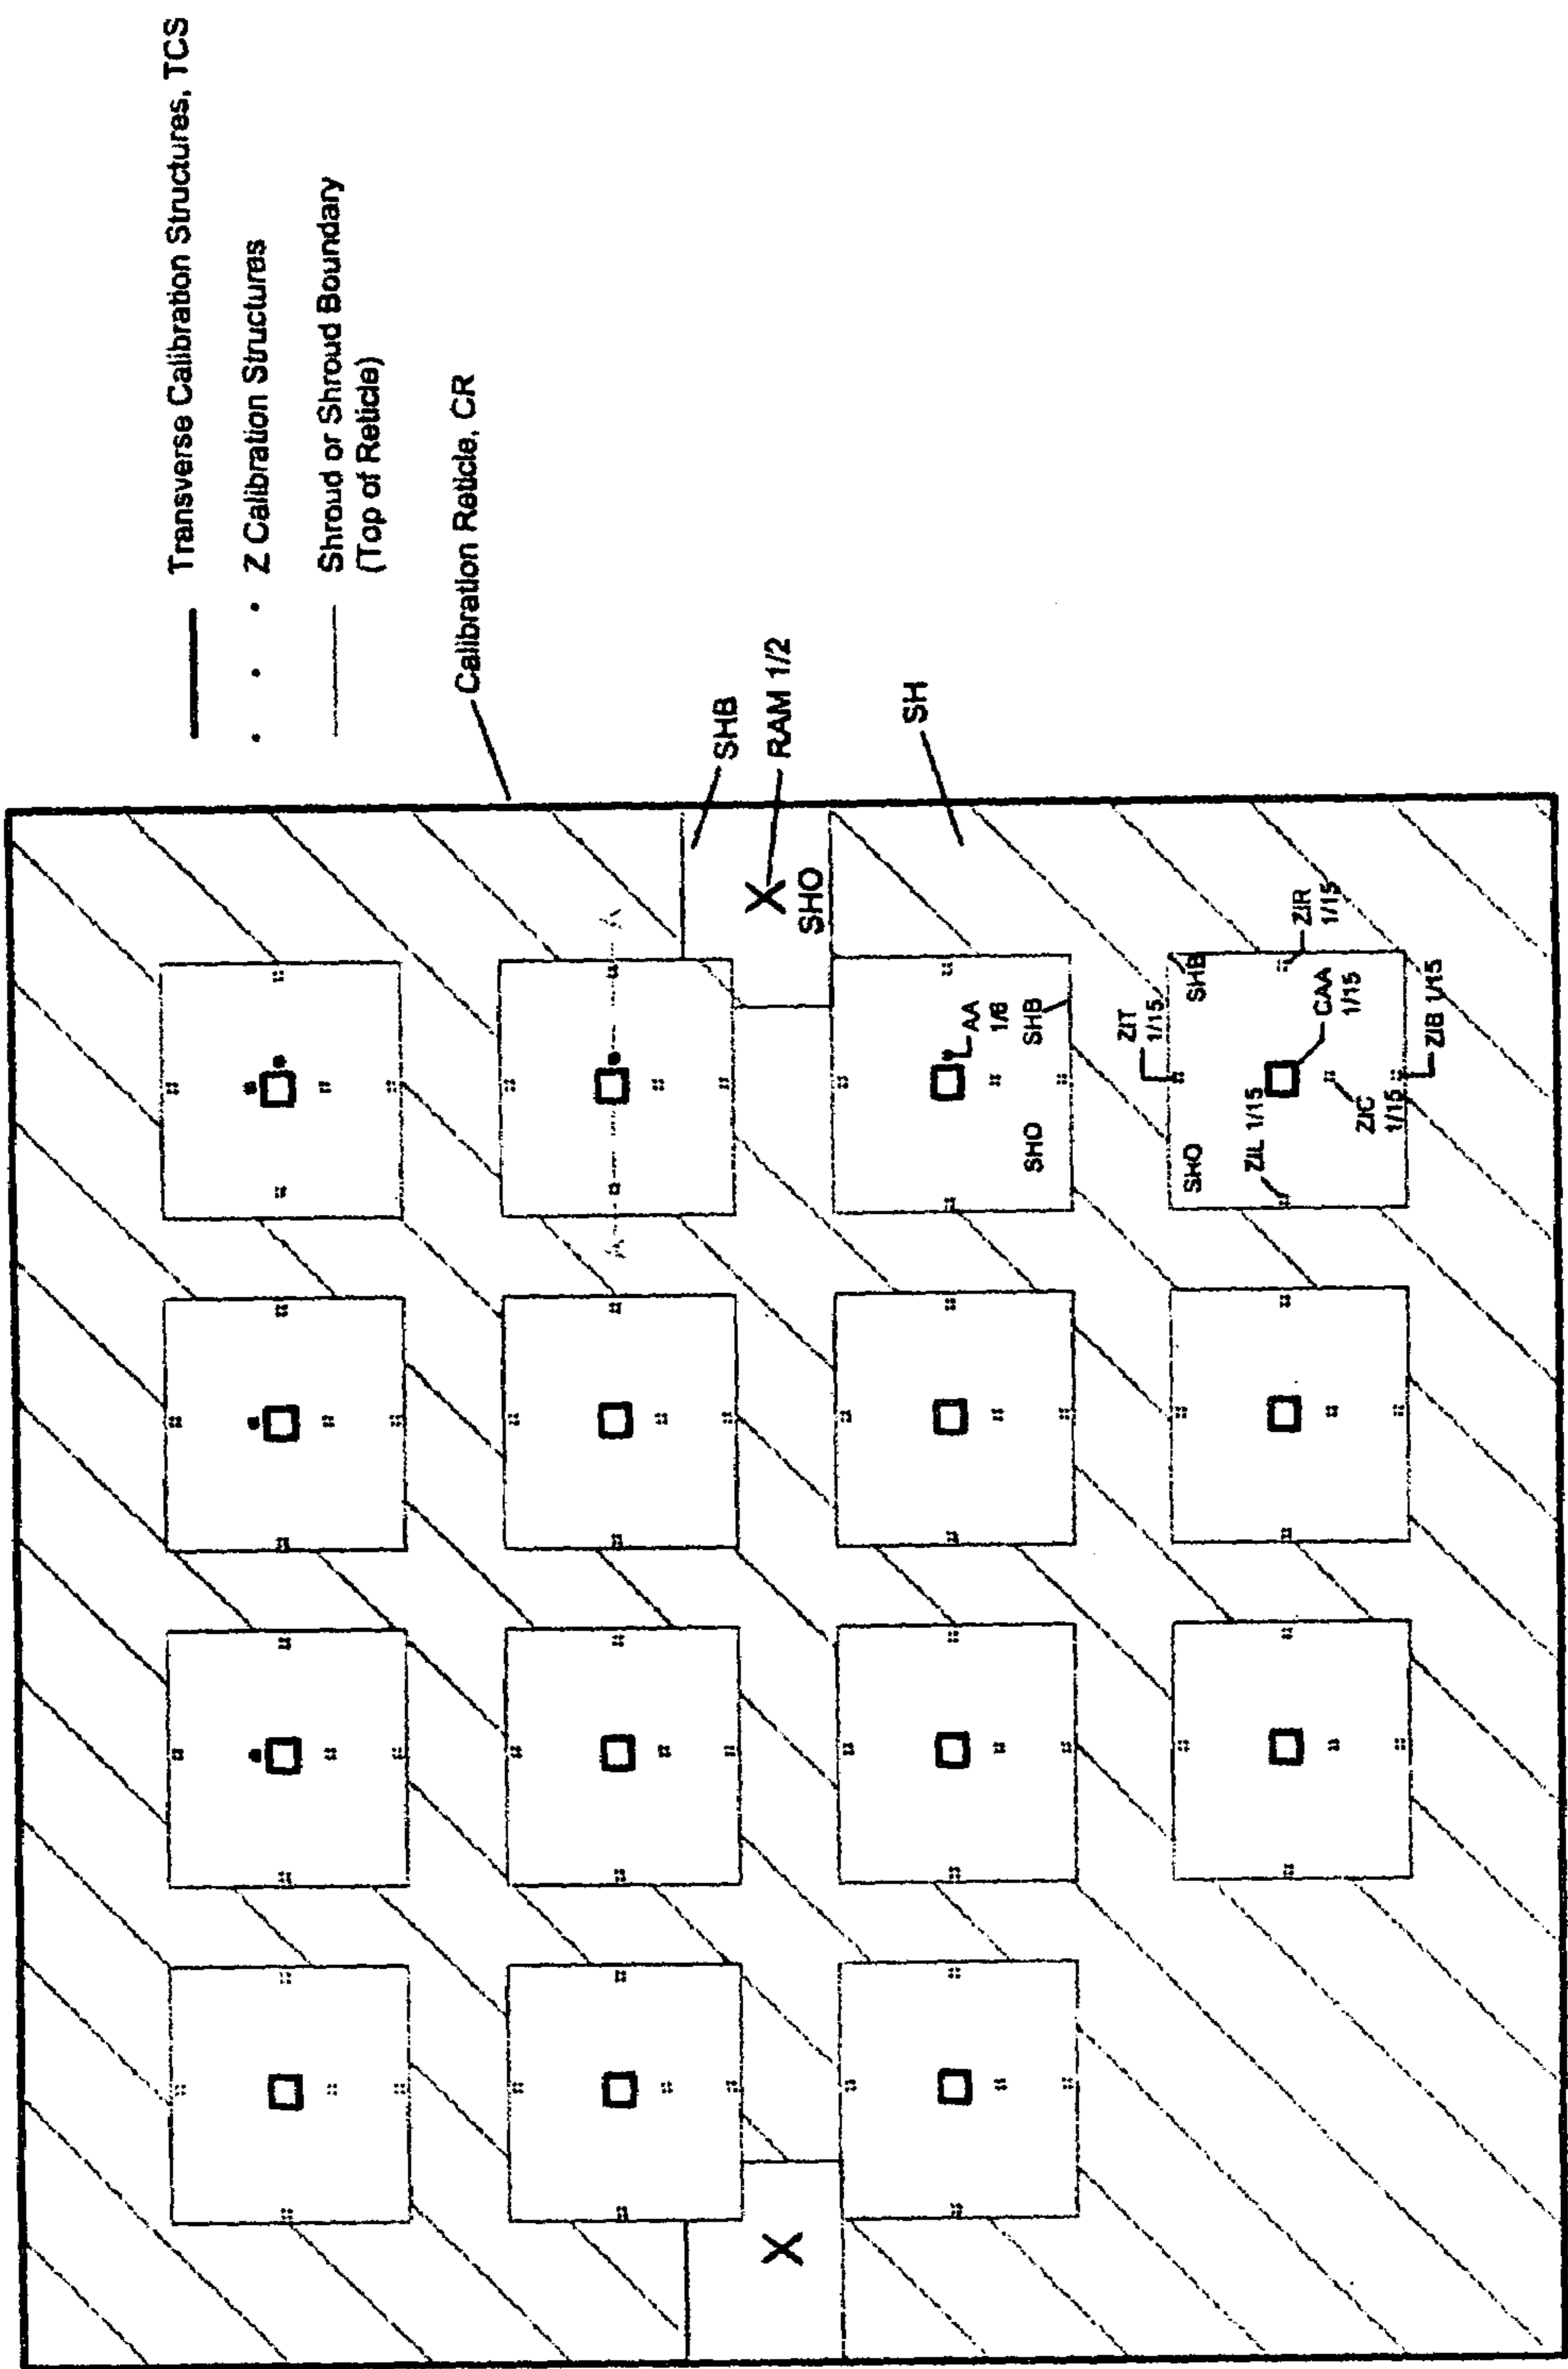 Transverse Calibration Structures, TCS
Z Calibration Structures
Shroud or Shroud Boundary
(Top of Reticle)
Calibration Reticle, CR
SHB
RAM 1/2
X
SHO
SH
A
A
AA
1/6
SHB
SHO
ZIT
1/15
SHB
ZIR
1/15
CAA
1/15
SHO
ZIL 1/15
ZIC
1/15
ZIB 1/15
X